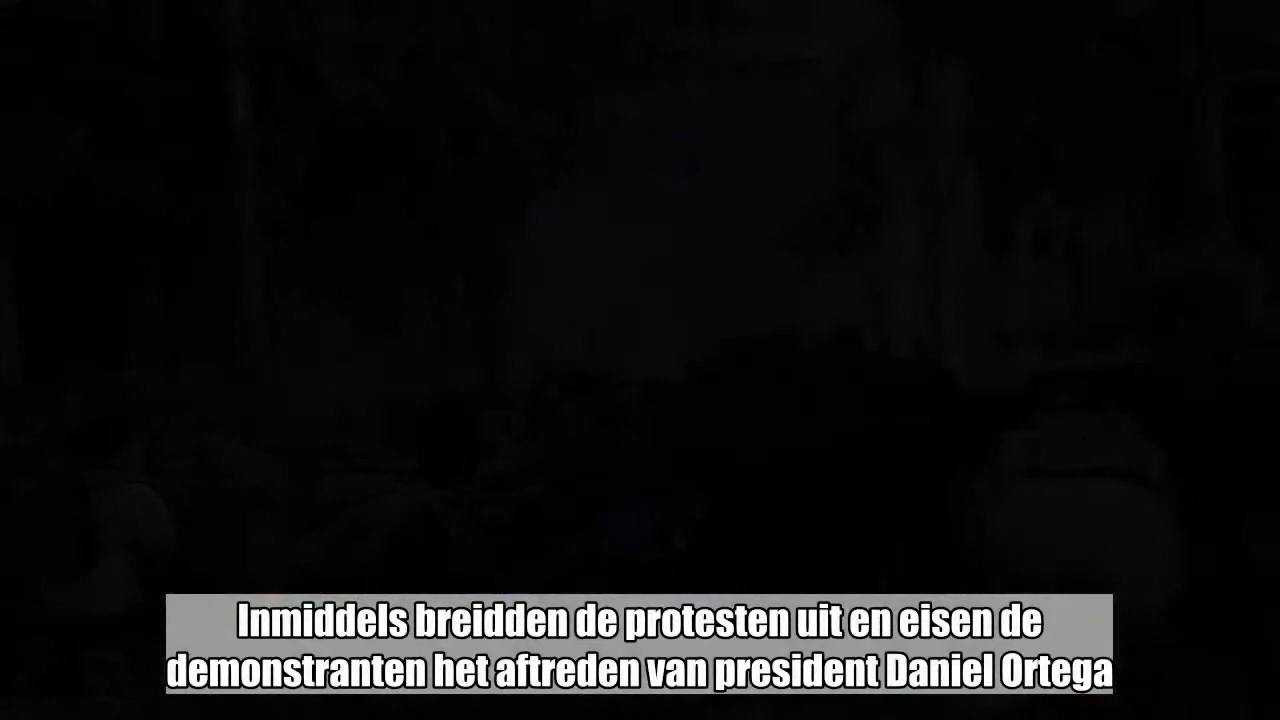 Inmiddels breidden de protesten uit en eisen de
demonstranten het aftreden van president Daniel Ortega